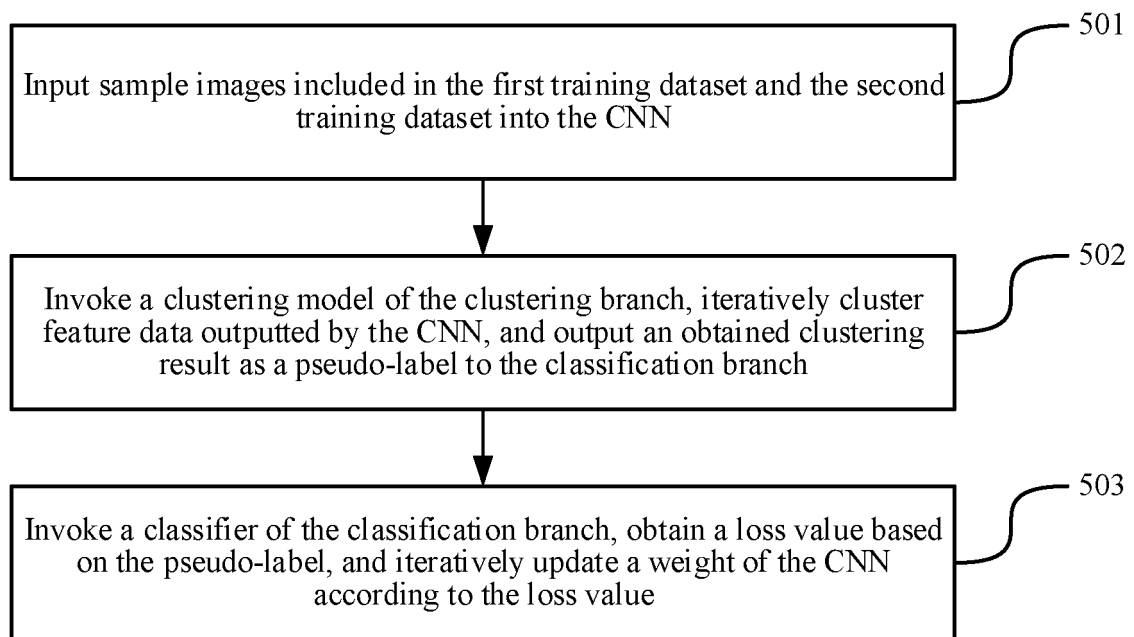 501
Input sample images included in the first training dataset and the second
training dataset into the CNN
502
Invoke a clustering model of the clustering branch, iteratively cluster
feature data outputted by the CNN, and output an obtained clustering
result as a pseudo-label to the classification branch
503
Invoke a classifier of the classification branch, obtain a loss value based
on the pseudo-label, and iteratively update a weight of the CNN
according to the loss value